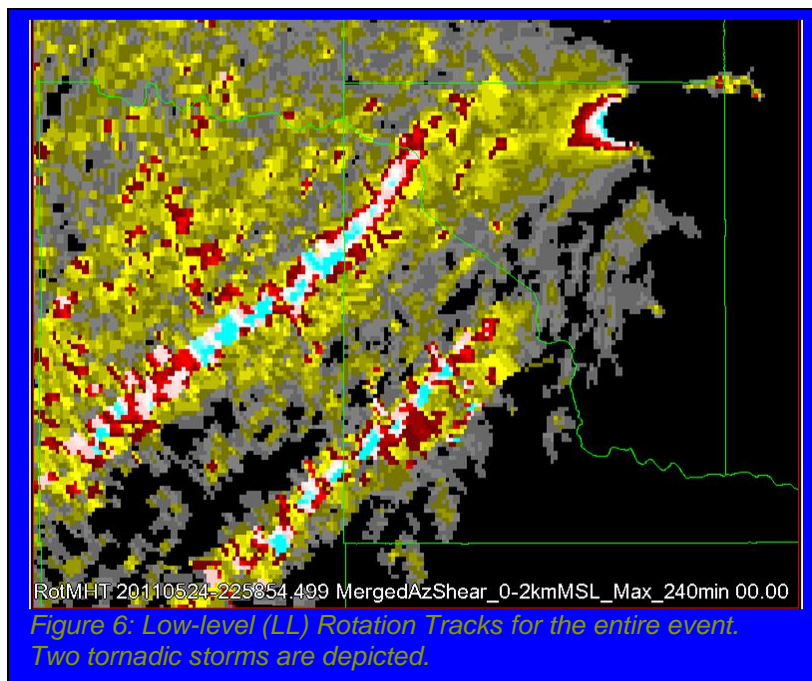 RotMHT 20110524-225854.499 MergedAzShear_0-2kmMSL_Max_240min 00.00
Figure 6: Low-level (LL) Rotation Tracks for the entire event.
Two tornadic storms are depicted.